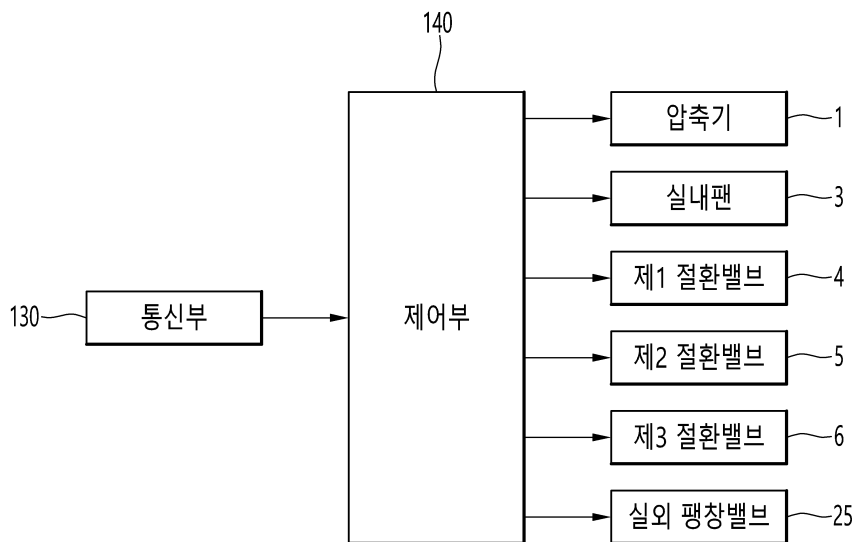 140
압축기 1
실내팬 3
제1 절환밸브 4
130 통신부 제어부
제2 절환밸브 5
제3 절환밸브 6
실외 팽창밸브 25